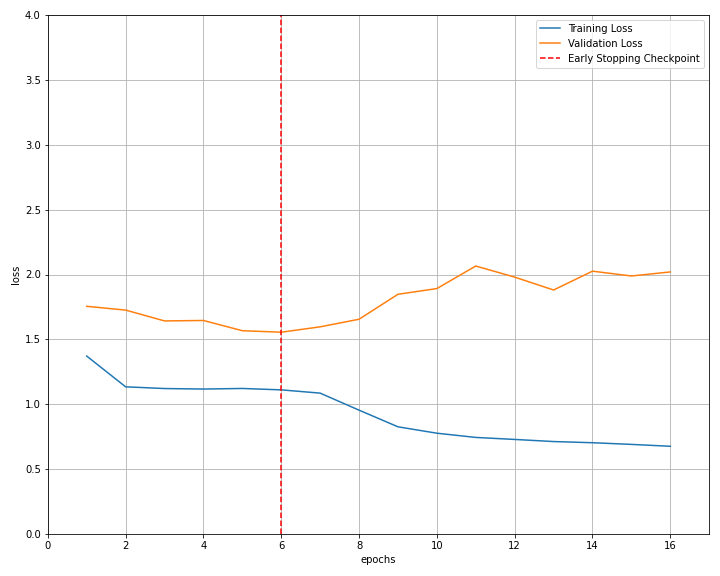 4.0
3.5
3.0
2.5
2.0
1.5
1.0
0.5
0.0
loss
Training Loss
Validation Loss
Early Stopping Checkpoint
0 2 4 6 8 10 12 14 16
epochs